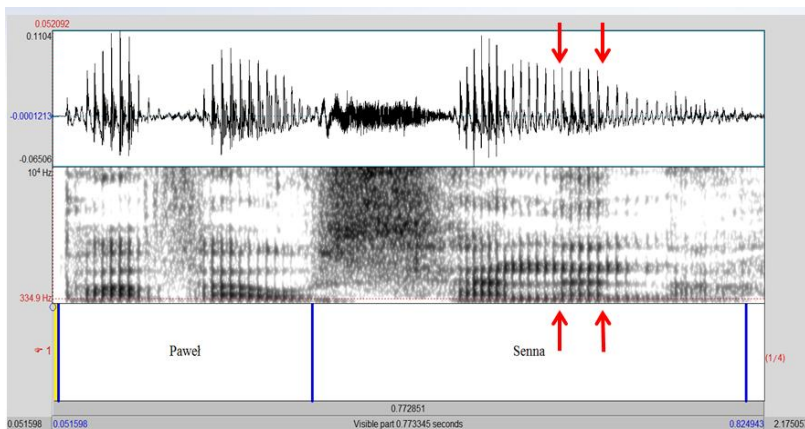 0.052092
0.1104
-0.0001213
-0.06506
10⁴ Hz
334.9 Hz
0
☞ 1
Paweł
Senna
(1/4)
0.772851
0.051598
0.051598
Visible part 0.773345 seconds
0.824943
2.17505